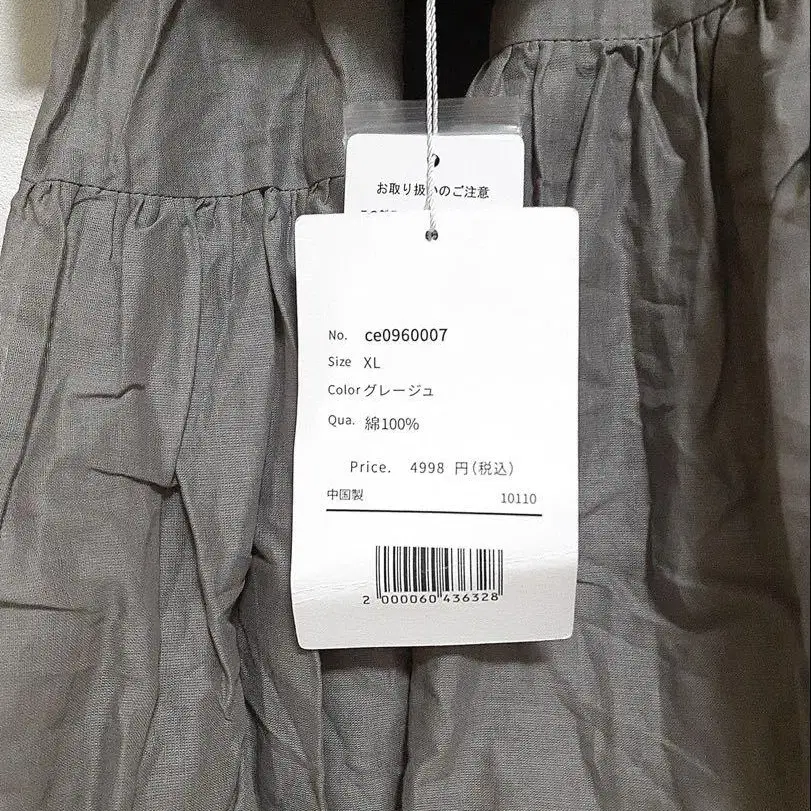 お取り扱いのご注意
No. ce0960007
Size XL
Color グレージュ
Qua. 綿100%
Price. 4998 円(税込)
中国製 10110
2 000060 436328